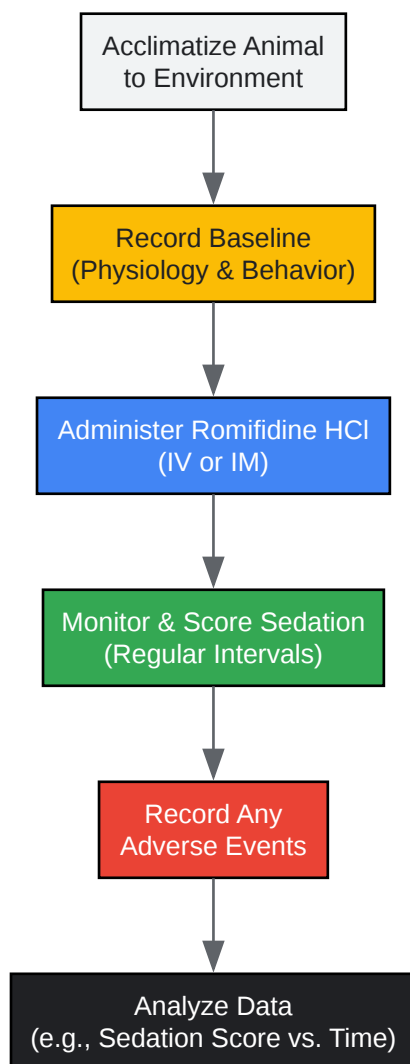 Acclimatize Animal
to Environment
Record Baseline
(Physiology & Behavior)
Administer Romifidine HCl
(IV or IM)
Monitor & Score Sedation
(Regular Intervals)
Record Any
Adverse Events
Analyze Data
(e.g., Sedation Score vs. Time)